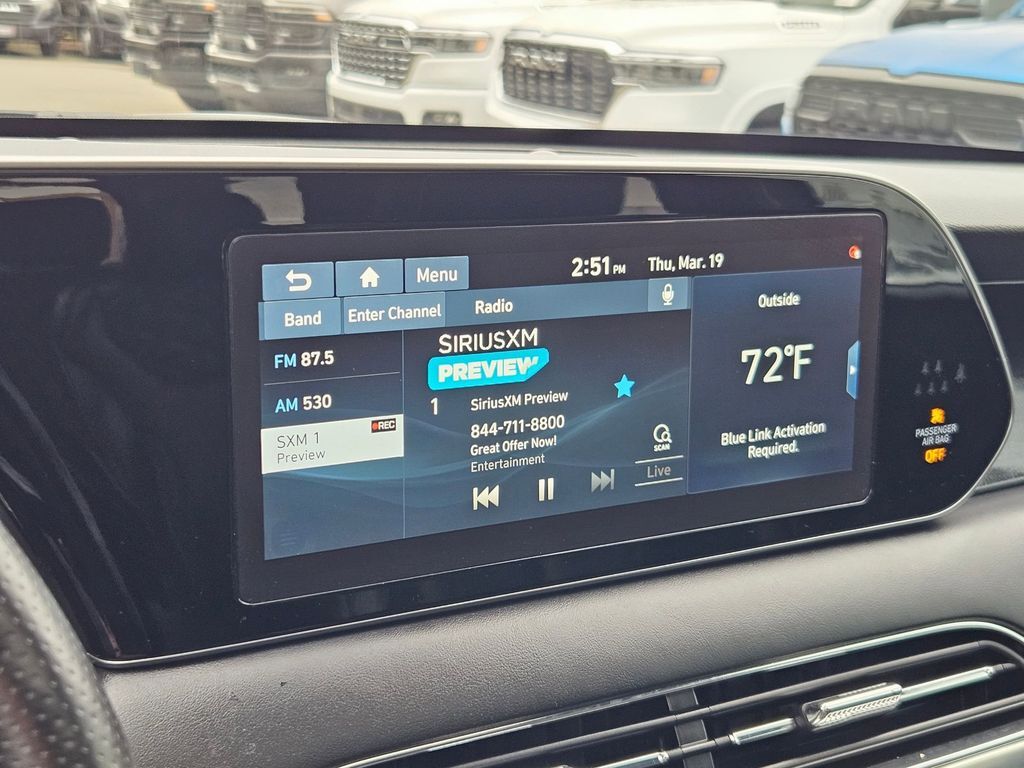 RAM
Menu
2:51 PM
Thu, Mar. 19
Band
Enter Channel
Radio
FM 87.5
AM 530
SXM 1
REC
Preview
SIRIUSXM
PREVIEW
1
SiriusXM Preview
844-711-8800
Great Offer Now!
Entertainment
SCAN
Live
Outside
72°F
Blue Link Activation
Required.
PASSENGER
AIR BAG
OFF